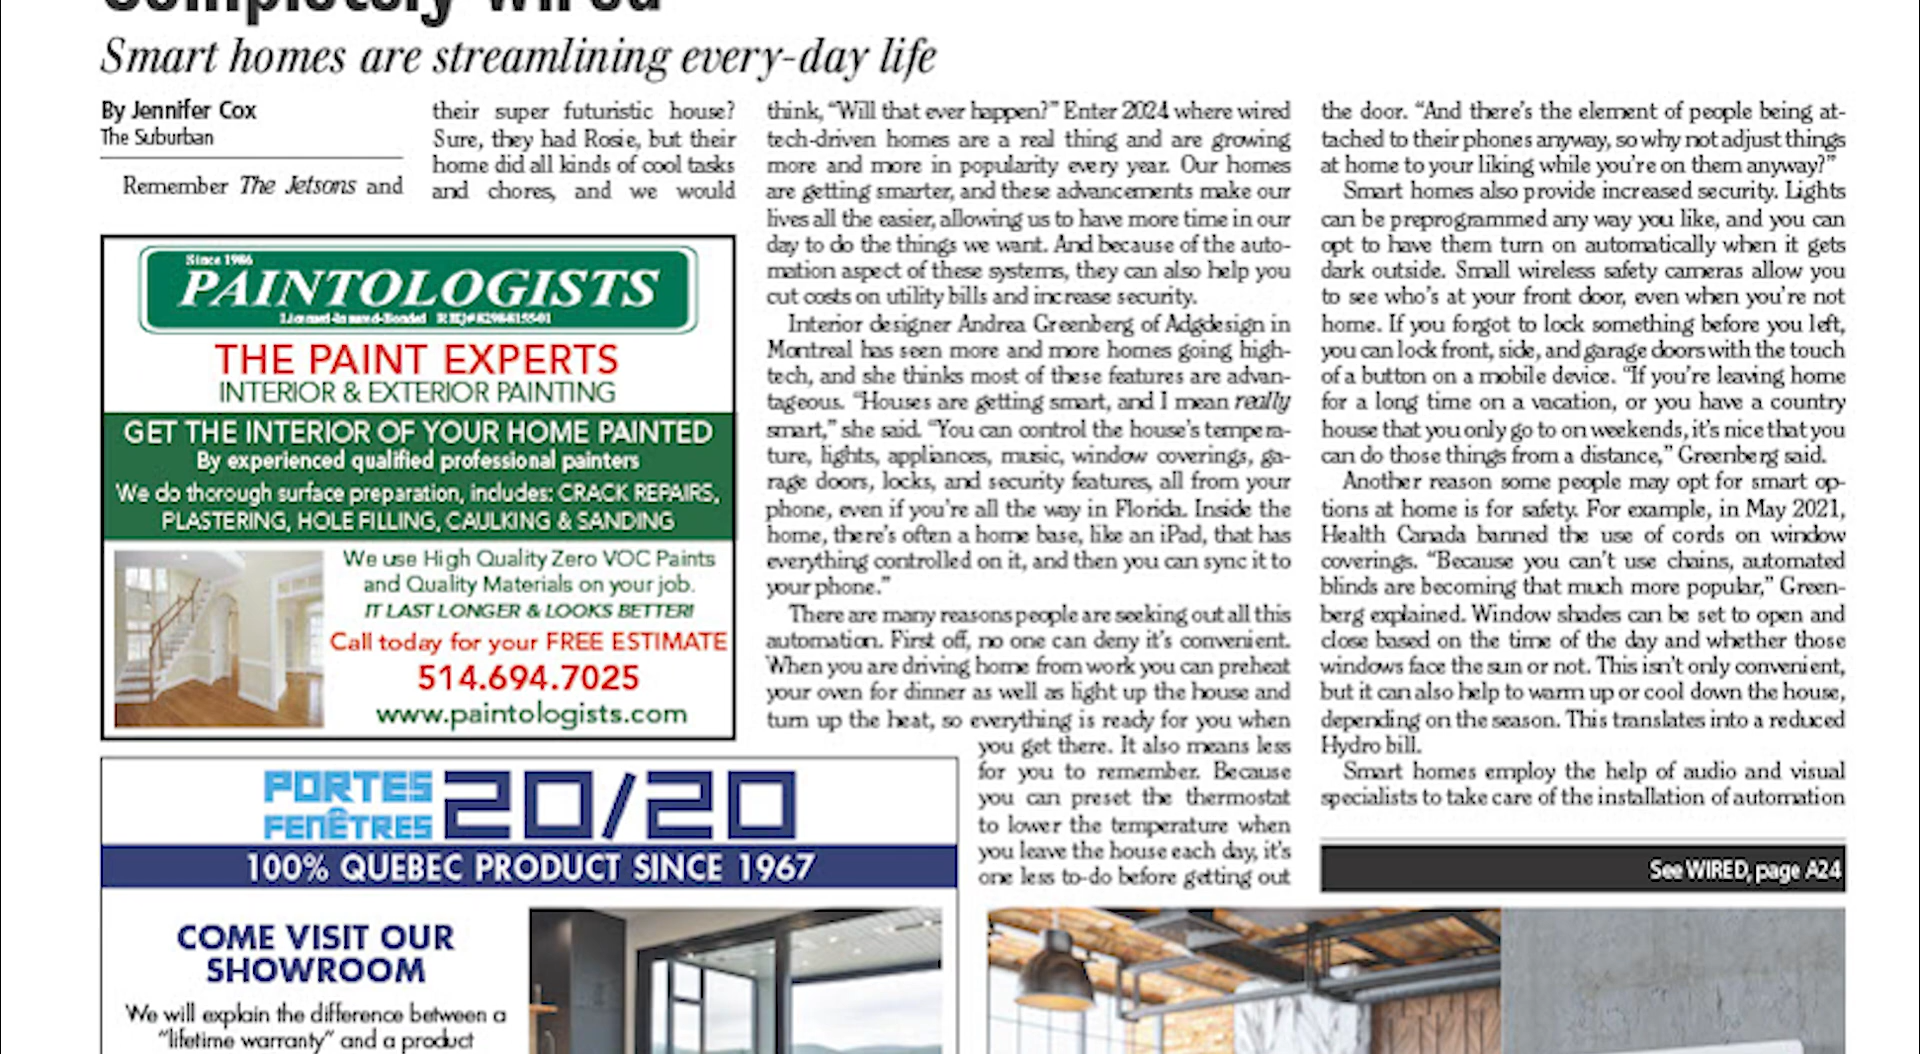 Completely wired
Smart homes are streamlining every-day life
By Jennifer Cox
The Suburban
Remember The Jetsons and
their super futuristic house?
Sure, they had Rosie, but their
home did all kinds of cool tasks
and chores, and we would
think, “Will that ever happen?” Enter 2024 where wired
tech-driven homes are a real thing and are growing
more and more in popularity every year. Our homes
are getting smarter, and these advancements make our
lives all the easier, allowing us to have more time in our
day to do the things we want. And because of the auto-
mation aspect of these systems, they can also help you
cut costs on utility bills and increase security.
Interior designer Andrea Greenberg of Adgdesign in
Montreal has seen more and more homes going high-
tech, and she thinks most of these features are advan-
tageous. “Houses are getting smart, and I mean really
smart,” she said. “You can control the house’s tempera-
ture, lights, appliances, music, window coverings, ga-
rage doors, locks, and security features, all from your
phone, even if you’re all the way in Florida. Inside the
home, there’s often a home base, like an iPad, that has
everything controlled on it, and then you can sync it to
your phone.”
There are many reasons people are seeking out all this
automation. First off, no one can deny it’s convenient.
When you are driving home from work you can preheat
your oven for dinner as well as light up the house and
turn up the heat, so everything is ready for you when
you get there. It also means less
for you to remember. Because
you can preset the thermostat
to lower the temperature when
you leave the house each day, it’s
one less to-do before getting out
the door. “And there’s the element of people being at-
tached to their phones anyway, so why not adjust things
at home to your liking while you’re on them anyway?”
Smart homes also provide increased security. Lights
can be preprogrammed any way you like, and you can
opt to have them turn on automatically when it gets
dark outside. Small wireless safety cameras allow you
to see who’s at your front door, even when you’re not
home. If you forgot to lock something before you left,
you can lock front, side, and garage doors with the touch
of a button on a mobile device. “If you’re leaving home
for a long time on a vacation, or you have a country
house that you only go to on weekends, it’s nice that you
can do those things from a distance,” Greenberg said.
Another reason some people may opt for smart op-
tions at home is for safety. For example, in May 2021,
Health Canada banned the use of cords on window
coverings. “Because you can’t use chains, automated
blinds are becoming that much more popular,” Green-
berg explained. Window shades can be set to open and
close based on the time of the day and whether those
windows face the sun or not. This isn’t only convenient,
but it can also help to warm up or cool down the house,
depending on the season. This translates into a reduced
Hydro bill.
Smart homes employ the help of audio and visual
specialists to take care of the installation of automation
See WIRED, page A24
Since 1986
PAINTOLOGISTS
Licensed-Insured-Bonded RBQ# 8298-8155-01
THE PAINT EXPERTS
INTERIOR & EXTERIOR PAINTING
GET THE INTERIOR OF YOUR HOME PAINTED
By experienced qualified professional painters
We do thorough surface preparation, includes: CRACK REPAIRS,
PLASTERING, HOLE FILLING, CAULKING & SANDING
We use High Quality Zero VOC Paints
and Quality Materials on your job.
IT LAST LONGER & LOOKS BETTER!
Call today for your FREE ESTIMATE
514.694.7025
www.paintologists.com
PORTES
FENÊTRES
20/20
100% QUEBEC PRODUCT SINCE 1967
COME VISIT OUR
SHOWROOM
We will explain the difference between a
“lifetime warranty” and a product